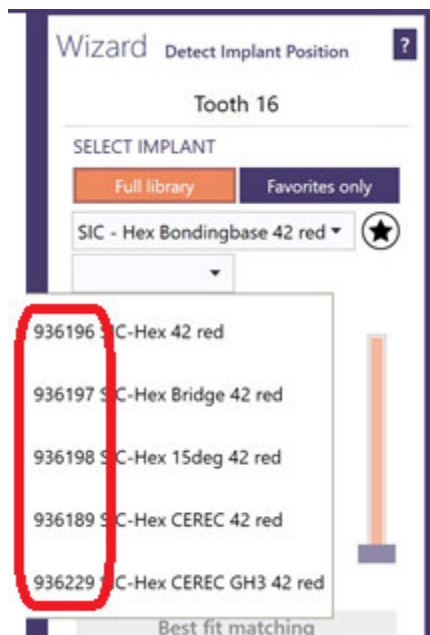 Wizard Detect Implant Position ?
Tooth 16
SELECT IMPLANT
Full library Favorites only
SIC - Hex Bondingbase 42 red
936196 SIC-Hex 42 red
936197 SIC-Hex Bridge 42 red
936198 SIC-Hex 15deg 42 red
936189 SIC-Hex CEREC 42 red
936229 SIC-Hex CEREC GH3 42 red
Best fit matching